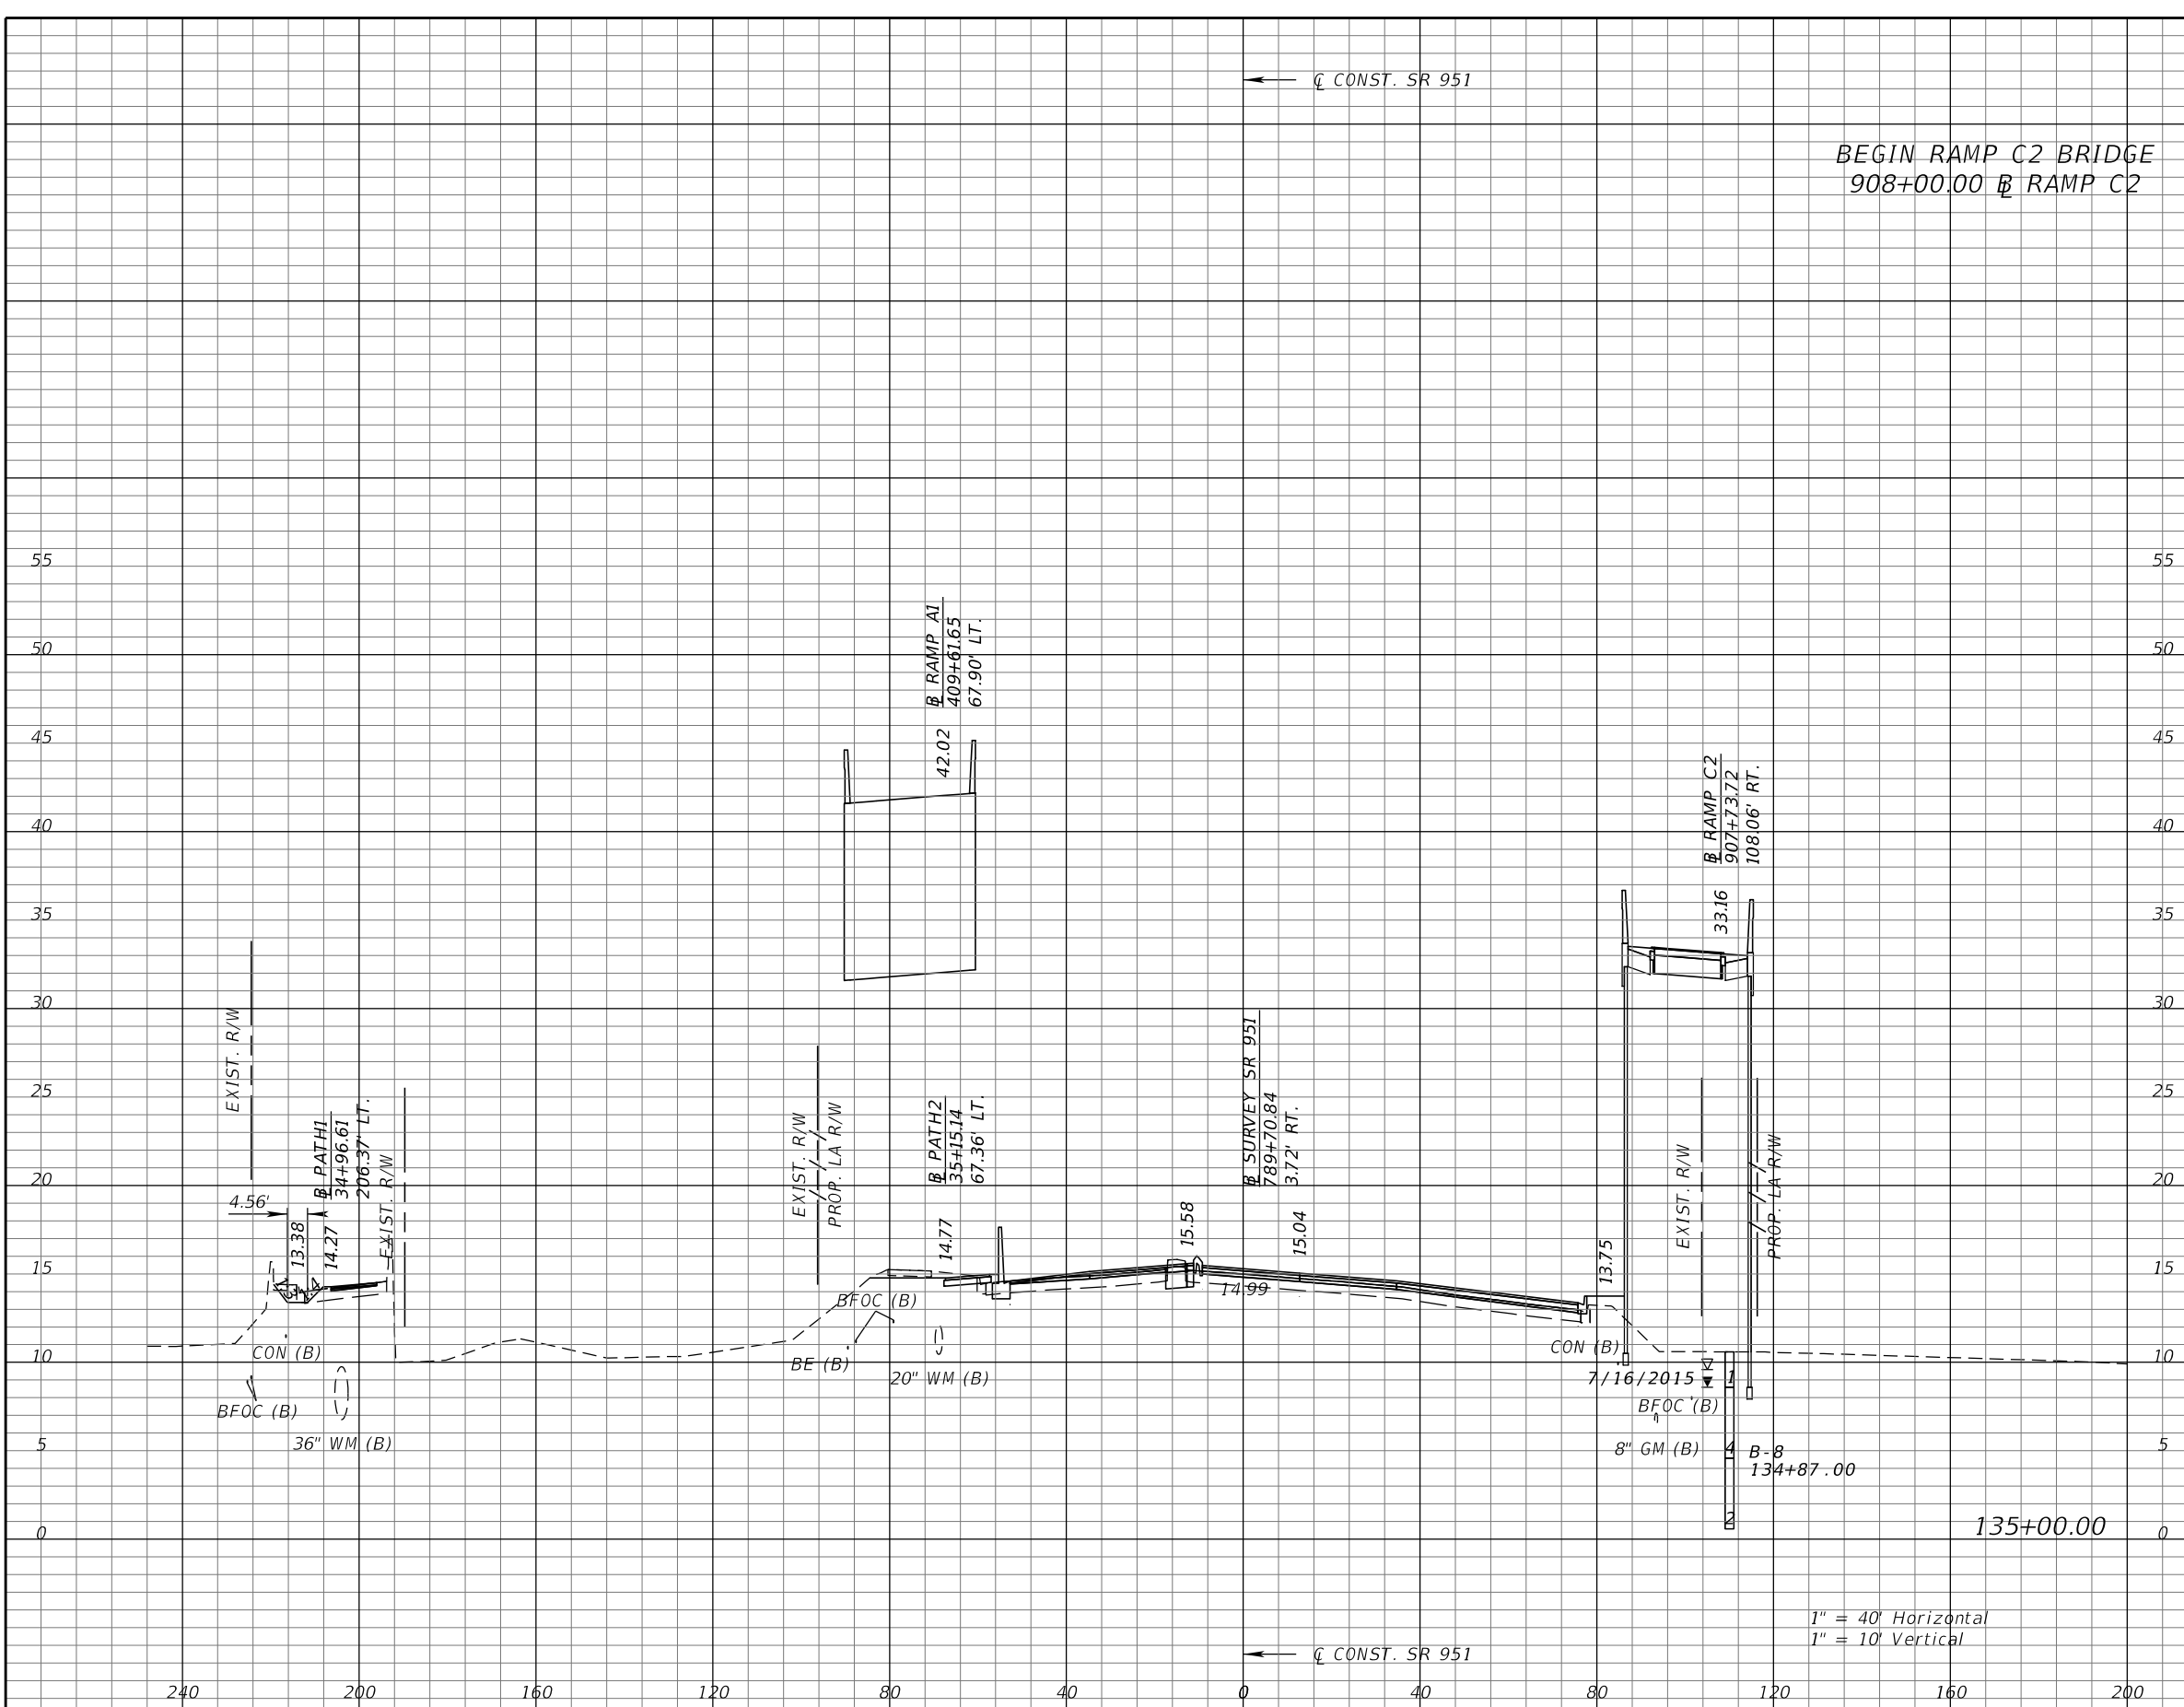 ℄ CONST. SR 951
BEGIN RAMP C2 BRIDGE
908+00.00 ℄ RAMP C2
55
55
50
50
45
45
40
40
35
35
30
30
25
25
20
20
15
15
10
10
5
5
0
0
RAMP A1
409+61.65
67.90' LT.
42.02
RAMP C2
907+73.72
108.06' RT.
33.16
EXIST. R/W
PATH1
34+96.61
206.37' LT.
EXIST. R/W
4.56'
13.38
14.27
CON (B)
BFOC (B)
36" WM (B)
EXIST. R/W
PROP. LA R/W
PATH2
35+15.14
67.36' LT.
14.77
BFOC (B)
BE (B)
20" WM (B)
SURVEY SR 951
789+70.84
3.72' RT.
15.58
15.04
14.99
13.75
EXIST. R/W
PROP. LA R/W
CON (B)
7/16/2015
1
BFOC (B)
8" GM (B)
4
B-8
134+87.00
2
135+00.00
1" = 40' Horizontal
1" = 10' Vertical
℄ CONST. SR 951
240 200 160 120 80 40 0 40 80 120 160 200